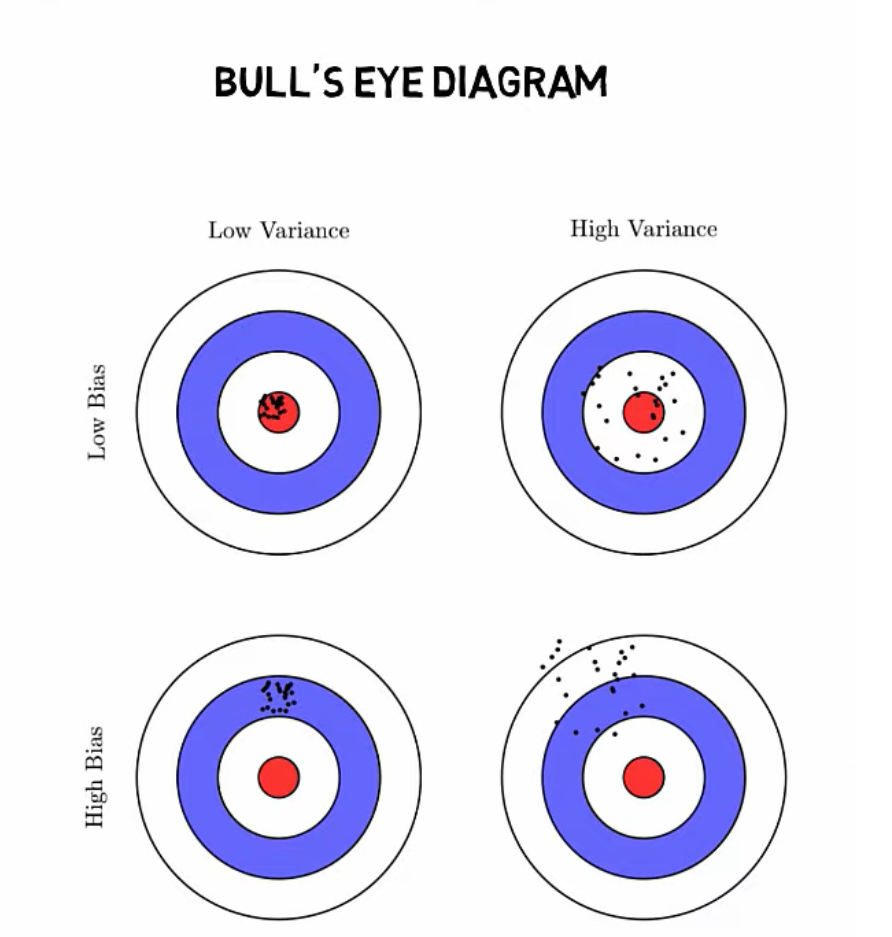 BULL'S EYE DIAGRAM
Low Variance
High Variance
Low Bias
High Bias